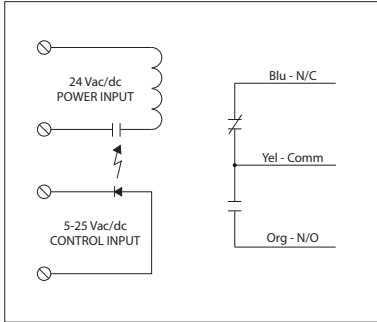 24 Vac/dc
POWER INPUT
5-25 Vac/dc
CONTROL INPUT
Blu - N/C
Yel - Comm
Org - N/O